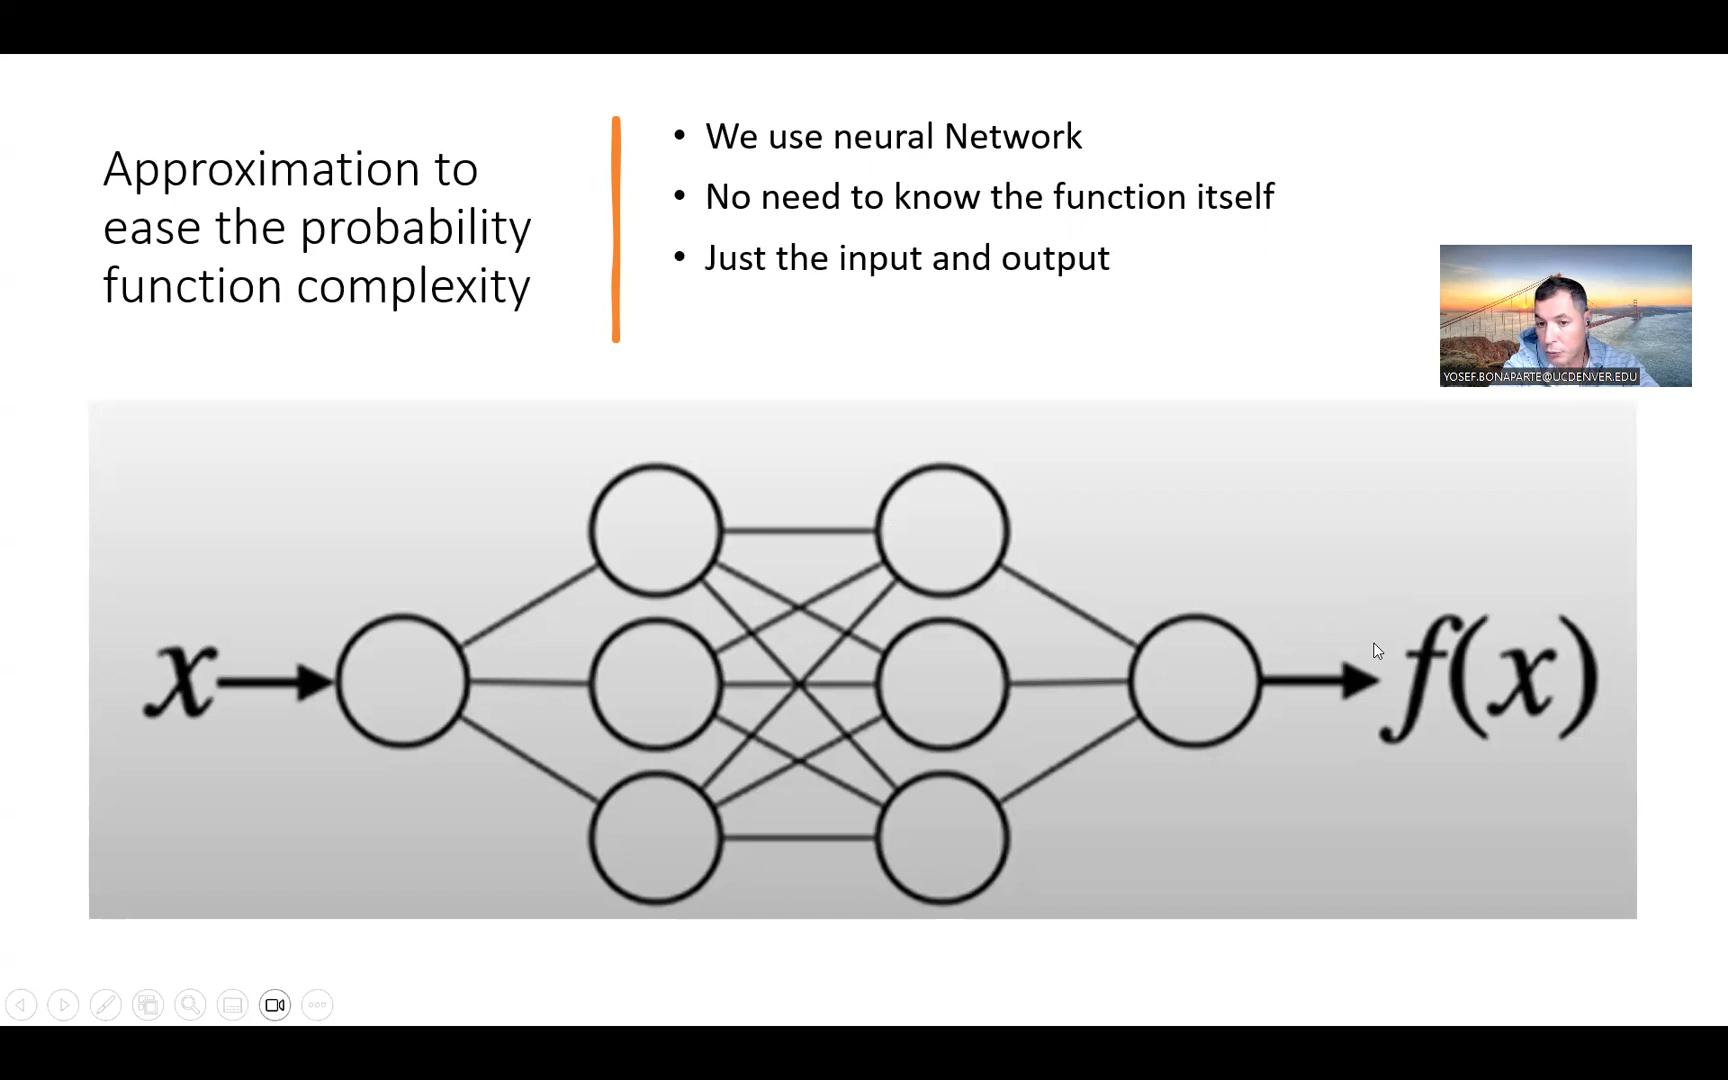 Approximation to
ease the probability
function complexity
• We use neural Network
• No need to know the function itself
• Just the input and output
YOSEF.BONAPARTE@UCDENVER.EDU
x
f(x)